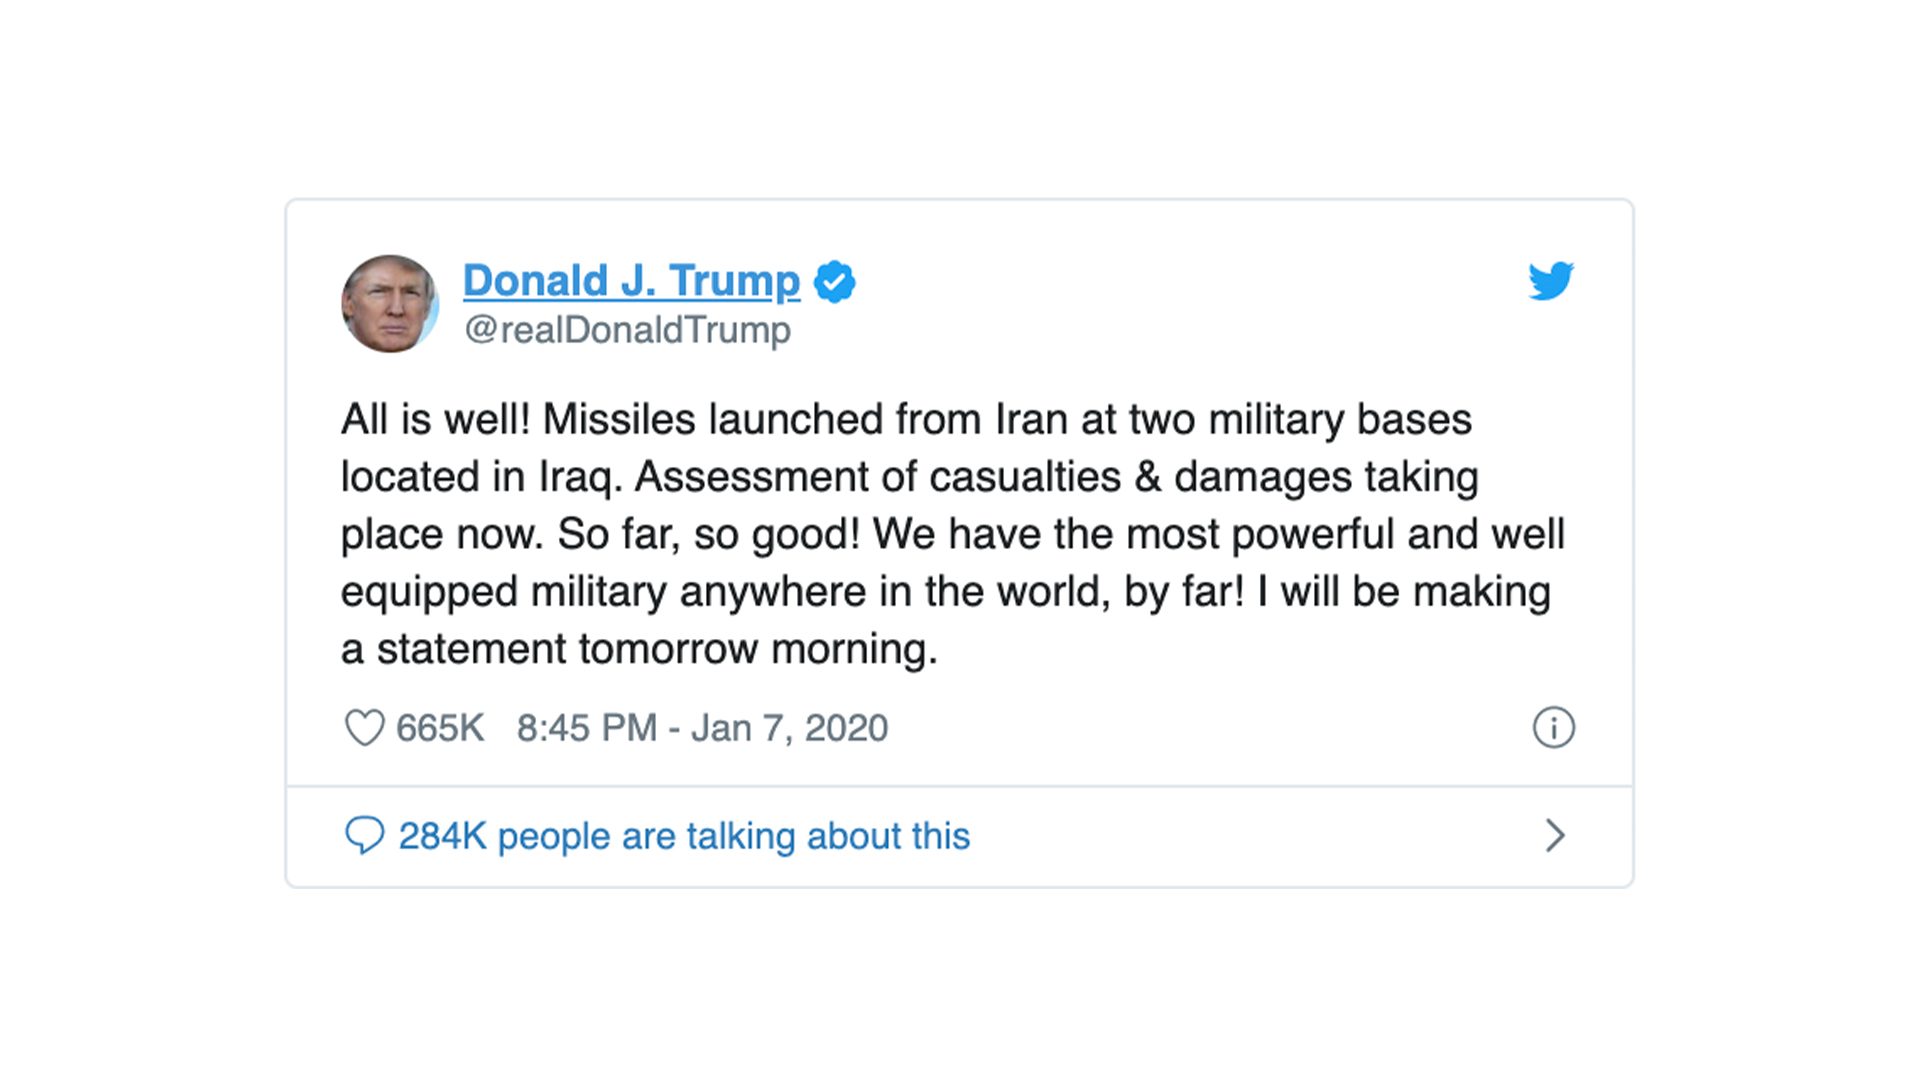 Donald J. Trump
@realDonaldTrump
All is well! Missiles launched from Iran at two military bases
located in Iraq. Assessment of casualties & damages taking
place now. So far, so good! We have the most powerful and well
equipped military anywhere in the world, by far! I will be making
a statement tomorrow morning.
665K 8:45 PM - Jan 7, 2020
284K people are talking about this